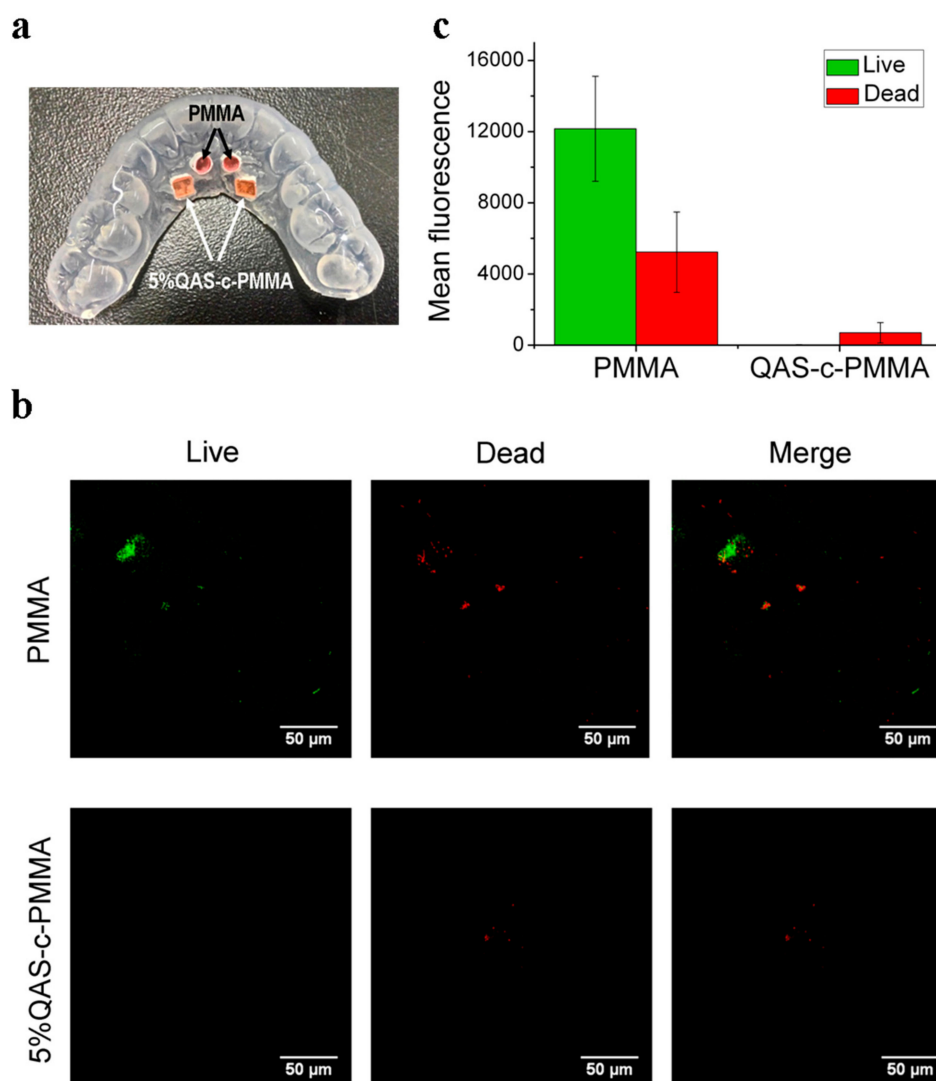 a
PMMA
5%QAS-c-PMMA
c
16000
12000
8000
4000
0
Mean fluorescence
Live
Dead
PMMA QAS-c-PMMA
b
Live Dead Merge
PMMA
50 µm 50 µm 50 µm
5%QAS-c-PMMA
50 µm 50 µm 50 µm